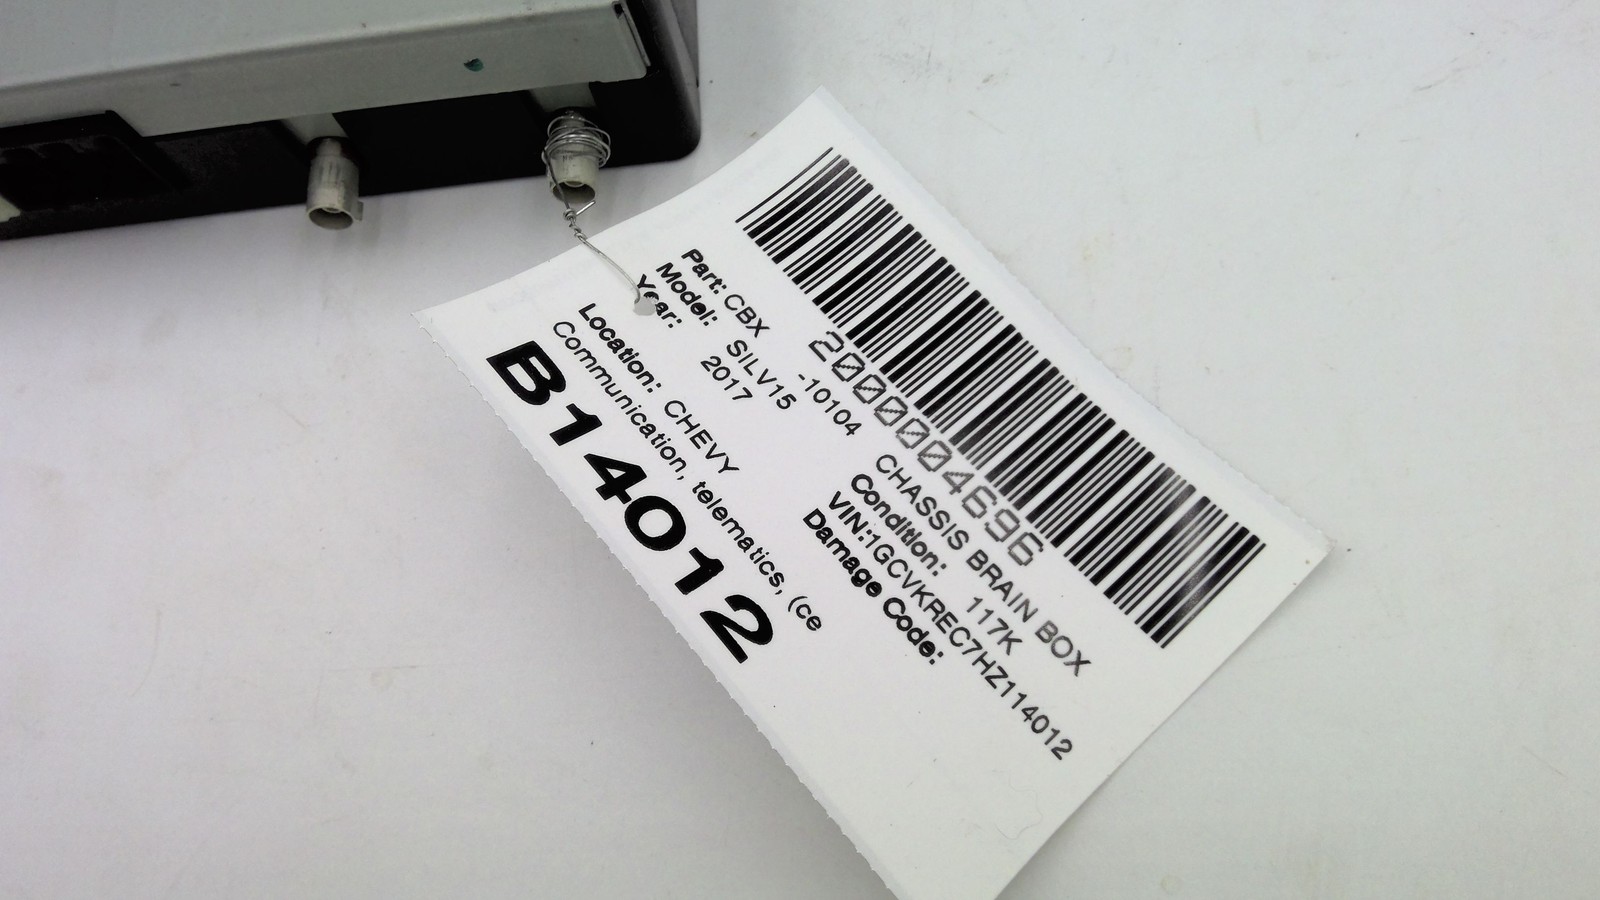 2000004696
Part: CBX -10104 CHASSIS BRAIN BOX
Model: SILV15 Condition: 117K
Year: 2017 VIN:1GCVKREC7HZ114012
Damage Code:
Location: CHEVY
Communication, telematics, (ce
B14012